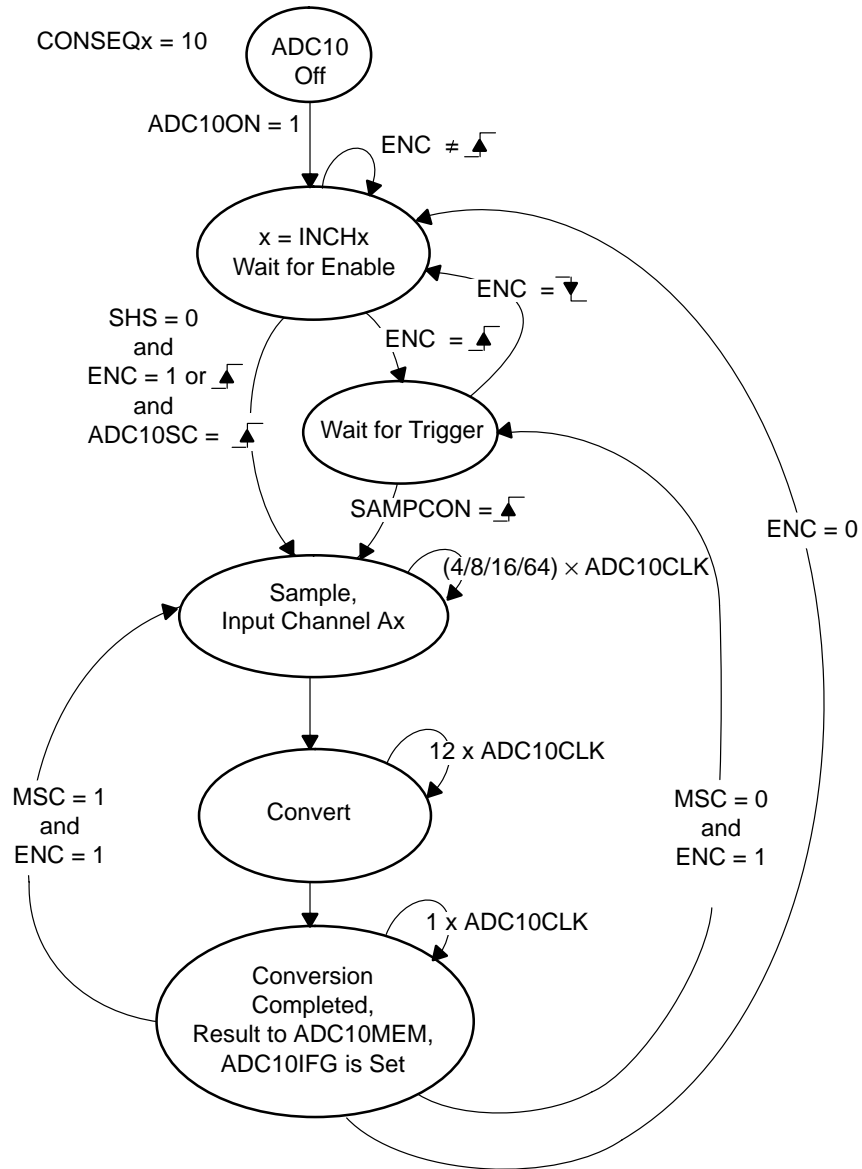 CONSEQx = 10
ADC10
Off
ADC10ON = 1
ENC ≠
x = INCHx
Wait for Enable
ENC =
SHS = 0
and
ENC = 1 or
and
ADC10SC =
ENC =
Wait for Trigger
SAMPCON =
ENC = 0
(4/8/16/64) × ADC10CLK
Sample,
Input Channel Ax
12 x ADC10CLK
Convert
MSC = 1
and
ENC = 1
MSC = 0
and
ENC = 1
1 x ADC10CLK
Conversion
Completed,
Result to ADC10MEM,
ADC10IFG is Set